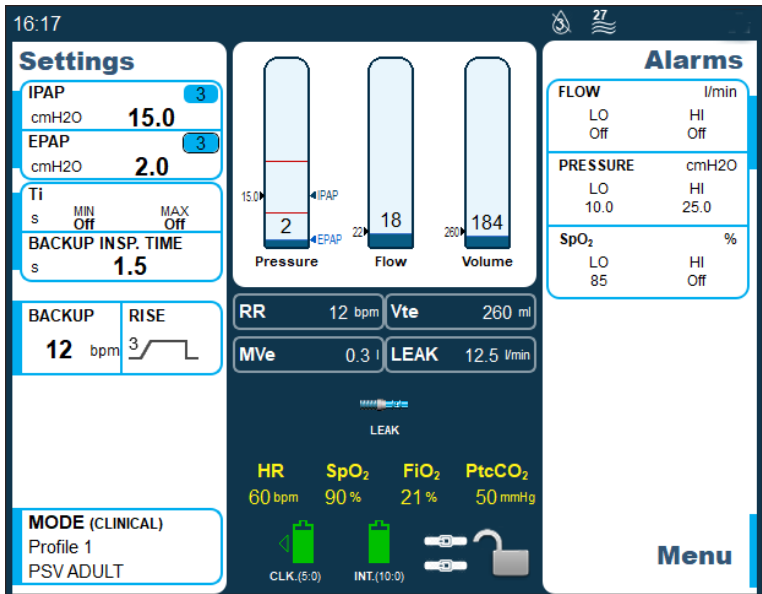 16:17
3
27
Settings
IPAP 3
cmH2O 15.0
EPAP 3
cmH2O 2.0
Ti
s MIN MAX
Off Off
BACKUP INSP. TIME
s 1.5
BACKUP RISE
12 bpm 3
MODE (CLINICAL)
Profile 1
PSV ADULT
15.0 IPAP
2 EPAP
22 18
260 184
Pressure Flow Volume
RR 12 bpm Vte 260 ml
MVe 0.3 l LEAK 12.5 l/min
LEAK
HR SpO₂ FiO₂ PtcCO₂
60 bpm 90 % 21 % 50 mmHg
CLK.(5:0) INT.(10:0)
Alarms
FLOW l/min
LO HI
Off Off
PRESSURE cmH2O
LO HI
10.0 25.0
SpO₂ %
LO HI
85 Off
Menu